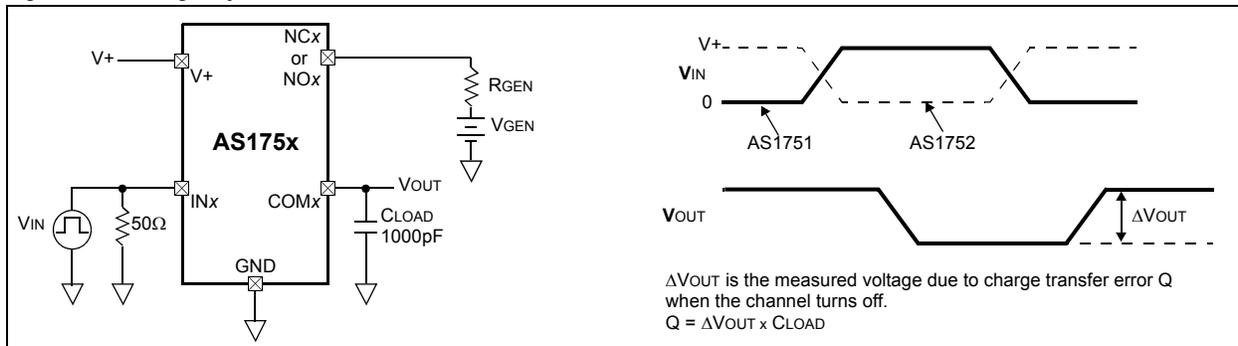 V+
V+
NCx
or
NOx
RGEN
VGEN
AS175x
VIN
50Ω
INx
COMx
VOUT
CLOAD
1000pF
GND
V+
VIN
0
AS1751
AS1752
VOUT
ΔVOUT
ΔVOUT is the measured voltage due to charge transfer error Q
when the channel turns off.
Q = ΔVOUT x CLOAD